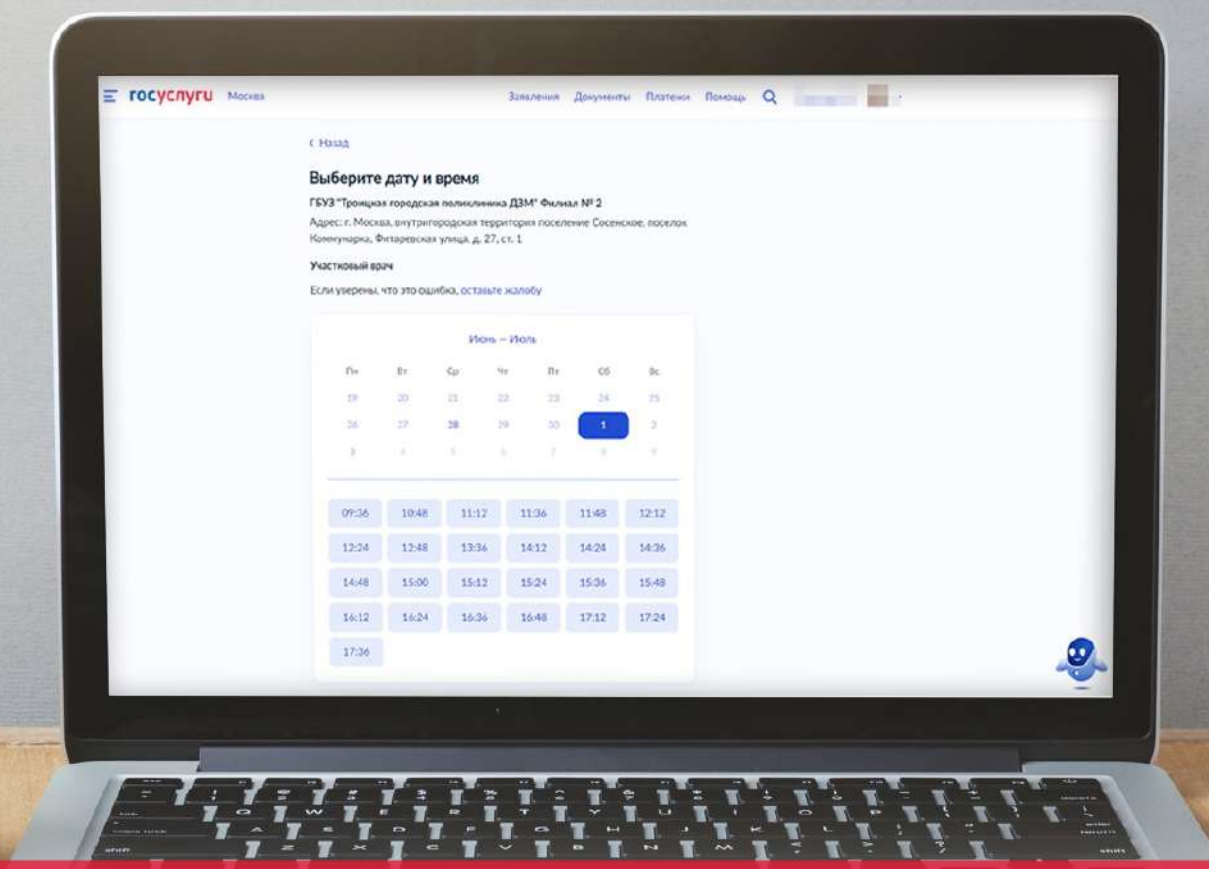 госуслуги Москва Заявления Документы Платежи Помощь
Назад
Выберите дату и время
ГБУЗ "Троицкая городская поликлиника ДЗМ" Филиал № 2
Адрес: г. Москва, внутригородская территория поселение Сосенское, поселок
Коммунарка, Фитаревская улица, д. 27, ст. 1
Участковый врач
Если уверены, что это ошибка, оставьте жалобу
Июнь — Июль
Пн Вт Ср Чт Пт Сб Вс
19 20 21 22 23 24 25
26 27 28 29 30 1 2
3 4 5 6 7 8 9
09:36 10:48 11:12 11:36 11:48 12:12
12:24 12:48 13:36 14:12 14:24 14:36
14:48 15:00 15:12 15:24 15:36 15:48
16:12 16:24 16:36 16:48 17:12 17:24
17:36
Q W E R T Y U I O P
A S D F G H J K L
shift Z X C V B N M shift